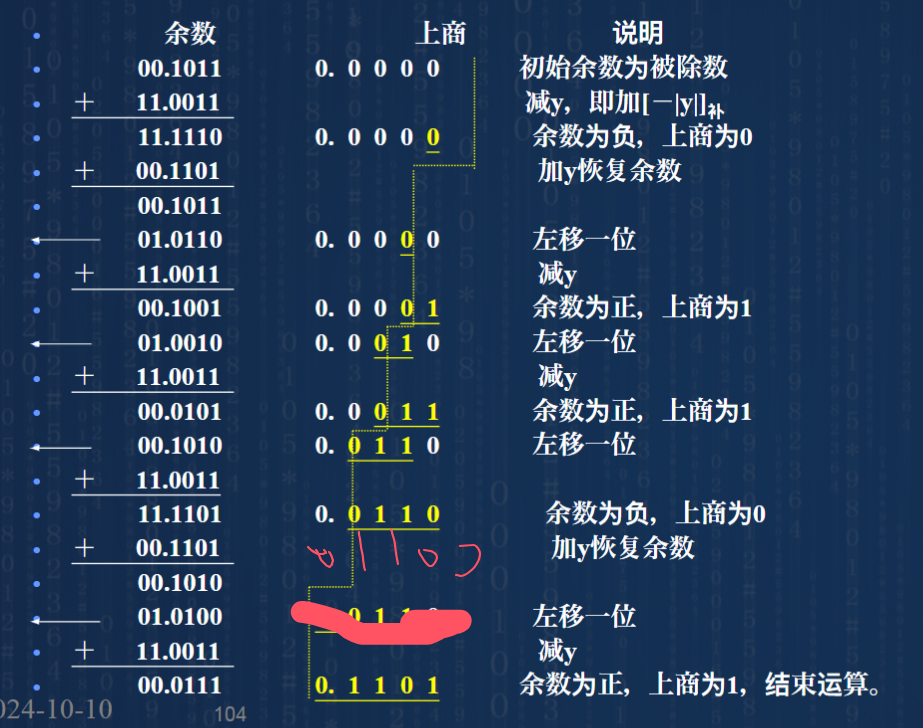 余数 上商 说明
00.1011 0. 0 0 0 0 初始余数为被除数
+ 11.0011 减y，即加[－|y|]补
11.1110 0. 0 0 0 0 余数为负，上商为0
+ 00.1101 加y恢复余数
00.1011
01.0110 0. 0 0 0 0 左移一位
+ 11.0011 减y
00.1001 0. 0 0 0 1 余数为正，上商为1
01.0010 0. 0 0 1 0 左移一位
+ 11.0011 减y
00.0101 0. 0 0 1 1 余数为正，上商为1
00.1010 0. 0 1 1 0 左移一位
+ 11.0011
11.1101 0. 0 1 1 0 余数为负，上商为0
+ 00.1101 加y恢复余数
00.1010
01.0100 0 1 1 0 左移一位
+ 11.0011 减y
00.0111 0. 1 1 0 1 余数为正，上商为1，结束运算。
024-10-10 104